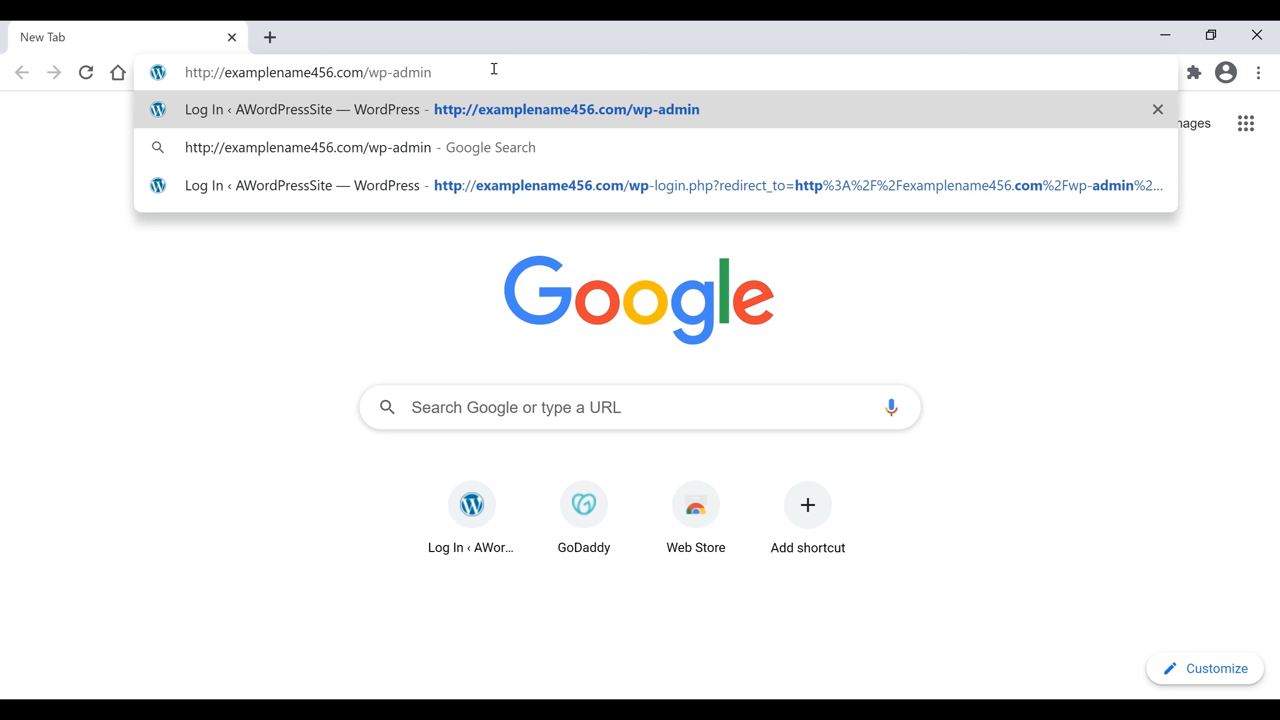 New Tab
http://examplename456.com/wp-admin
Log In ‹ AWordPressSite — WordPress - http://examplename456.com/wp-admin
http://examplename456.com/wp-admin - Google Search
Log In ‹ AWordPressSite — WordPress - http://examplename456.com/wp-login.php?redirect_to=http%3A%2F%2Fexamplename456.com%2Fwp-admin%2...
nages
Google
Search Google or type a URL
Log In ‹ AWor...
GoDaddy
Web Store
Add shortcut
Customize